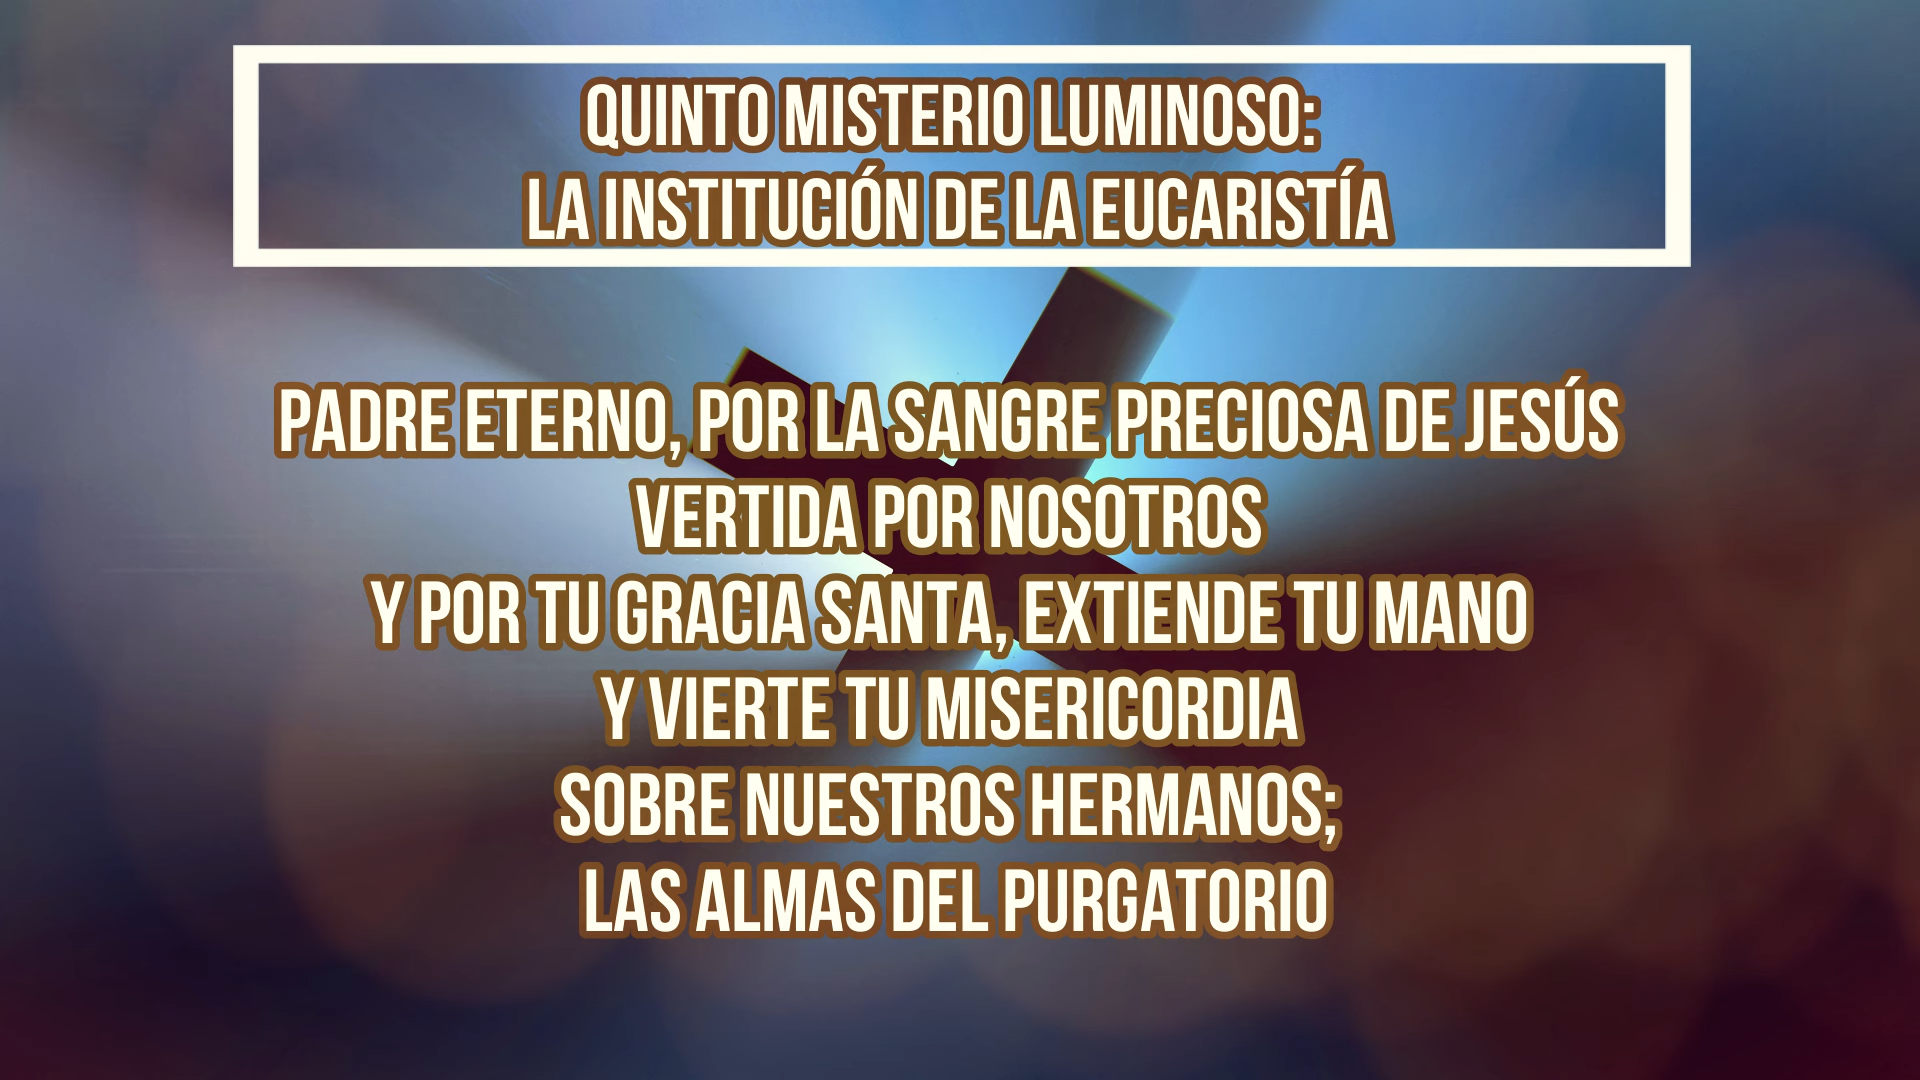 QUINTO MISTERIO LUMINOSO:
LA INSTITUCIÓN DE LA EUCARISTÍA
PADRE ETERNO, POR LA SANGRE PRECIOSA DE JESÚS
VERTIDA POR NOSOTROS
Y POR TU GRACIA SANTA, EXTIENDE TU MANO
Y VIERTE TU MISERICORDIA
SOBRE NUESTROS HERMANOS;
LAS ALMAS DEL PURGATORIO